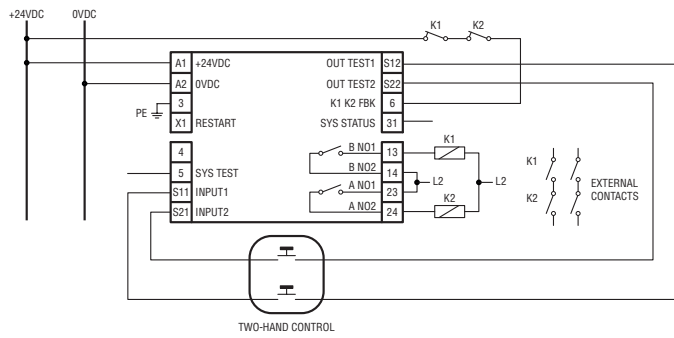 +24VDC 0VDC
K1 K2
A1 +24VDC OUT TEST1 S12
A2 0VDC OUT TEST2 S22
PE 3 K1 K2 FBK 6
X1 RESTART SYS STATUS 31
4 B NO1 13 K1
5 SYS TEST B NO2 14
L2 L2
S11 INPUT1 A NO1 23
S21 INPUT2 A NO2 24 K2
K1
K2
EXTERNAL
CONTACTS
TWO-HAND CONTROL